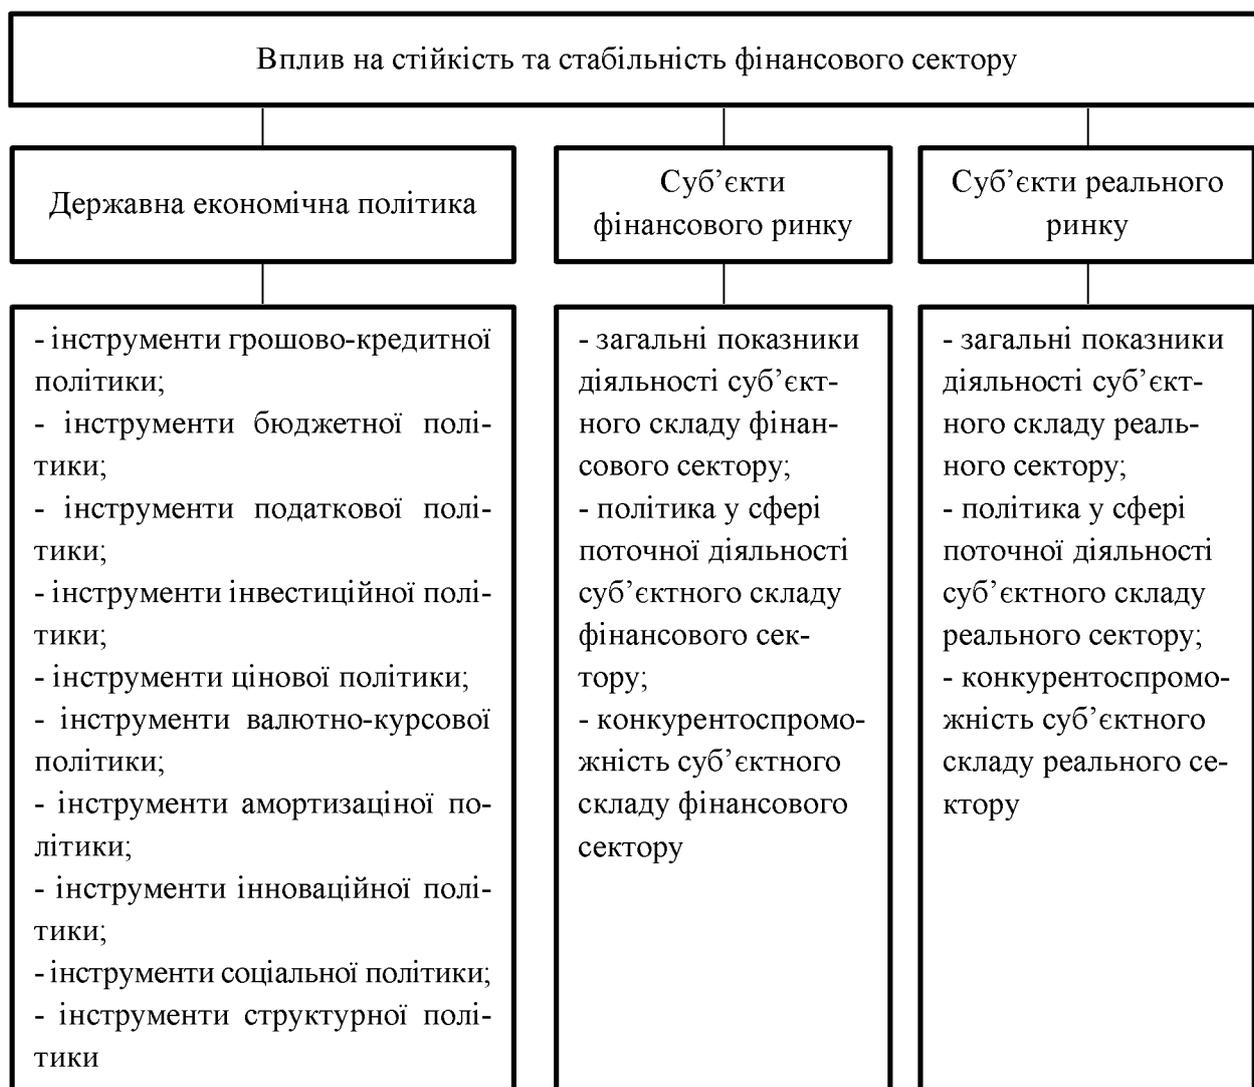 Вплив на стійкість та стабільність фінансового сектору
Державна економічна політика
Суб’єкти
фінансового ринку
Суб’єкти реального
ринку
- інструменти грошово-кредитної
політики;
- інструменти бюджетної полі-
тики;
- інструменти податкової полі-
тики;
- інструменти інвестиційної полі-
тики;
- інструменти цінової політики;
- інструменти валютно-курсової
політики;
- інструменти амортизаціної по-
літики;
- інструменти інноваційної полі-
тики;
- інструменти соціальної політики;
- інструменти структурної полі-
тики
- загальні показники
діяльності суб’єкт-
ного складу фінан-
сового сектору;
- політика у сфері
поточної діяльності
суб’єктного складу
фінансового сек-
тору;
- конкурентоспромо-
жність суб’єктного
складу фінансового
сектору
- загальні показники
діяльності суб’єкт-
ного складу реаль-
ного сектору;
- політика у сфері
поточної діяльності
суб’єктного складу
реального сектору;
- конкурентоспромо-
жність суб’єктного
складу реального се-
ктору